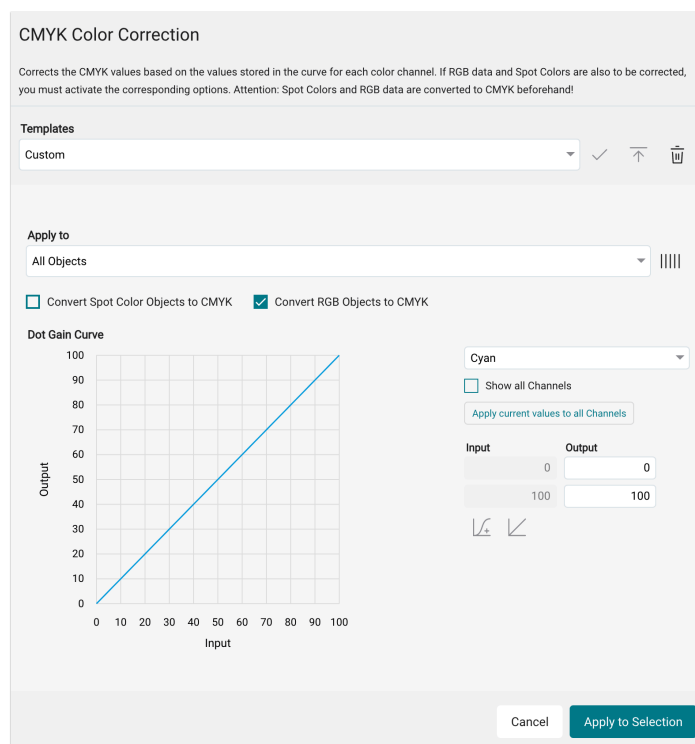 CMYK Color Correction
Corrects the CMYK values based on the values stored in the curve for each color channel. If RGB data and Spot Colors are also to be corrected,
you must activate the corresponding options. Attention: Spot Colors and RGB data are converted to CMYK beforehand!
Templates
Custom
Apply to
All Objects
Convert Spot Color Objects to CMYK Convert RGB Objects to CMYK
Dot Gain Curve
100
90
80
70
60
50
40
30
20
10
0
Output
0 10 20 30 40 50 60 70 80 90 100
Input
Cyan
Show all Channels
Apply current values to all Channels
Input Output
0 0
100 100
Cancel Apply to Selection